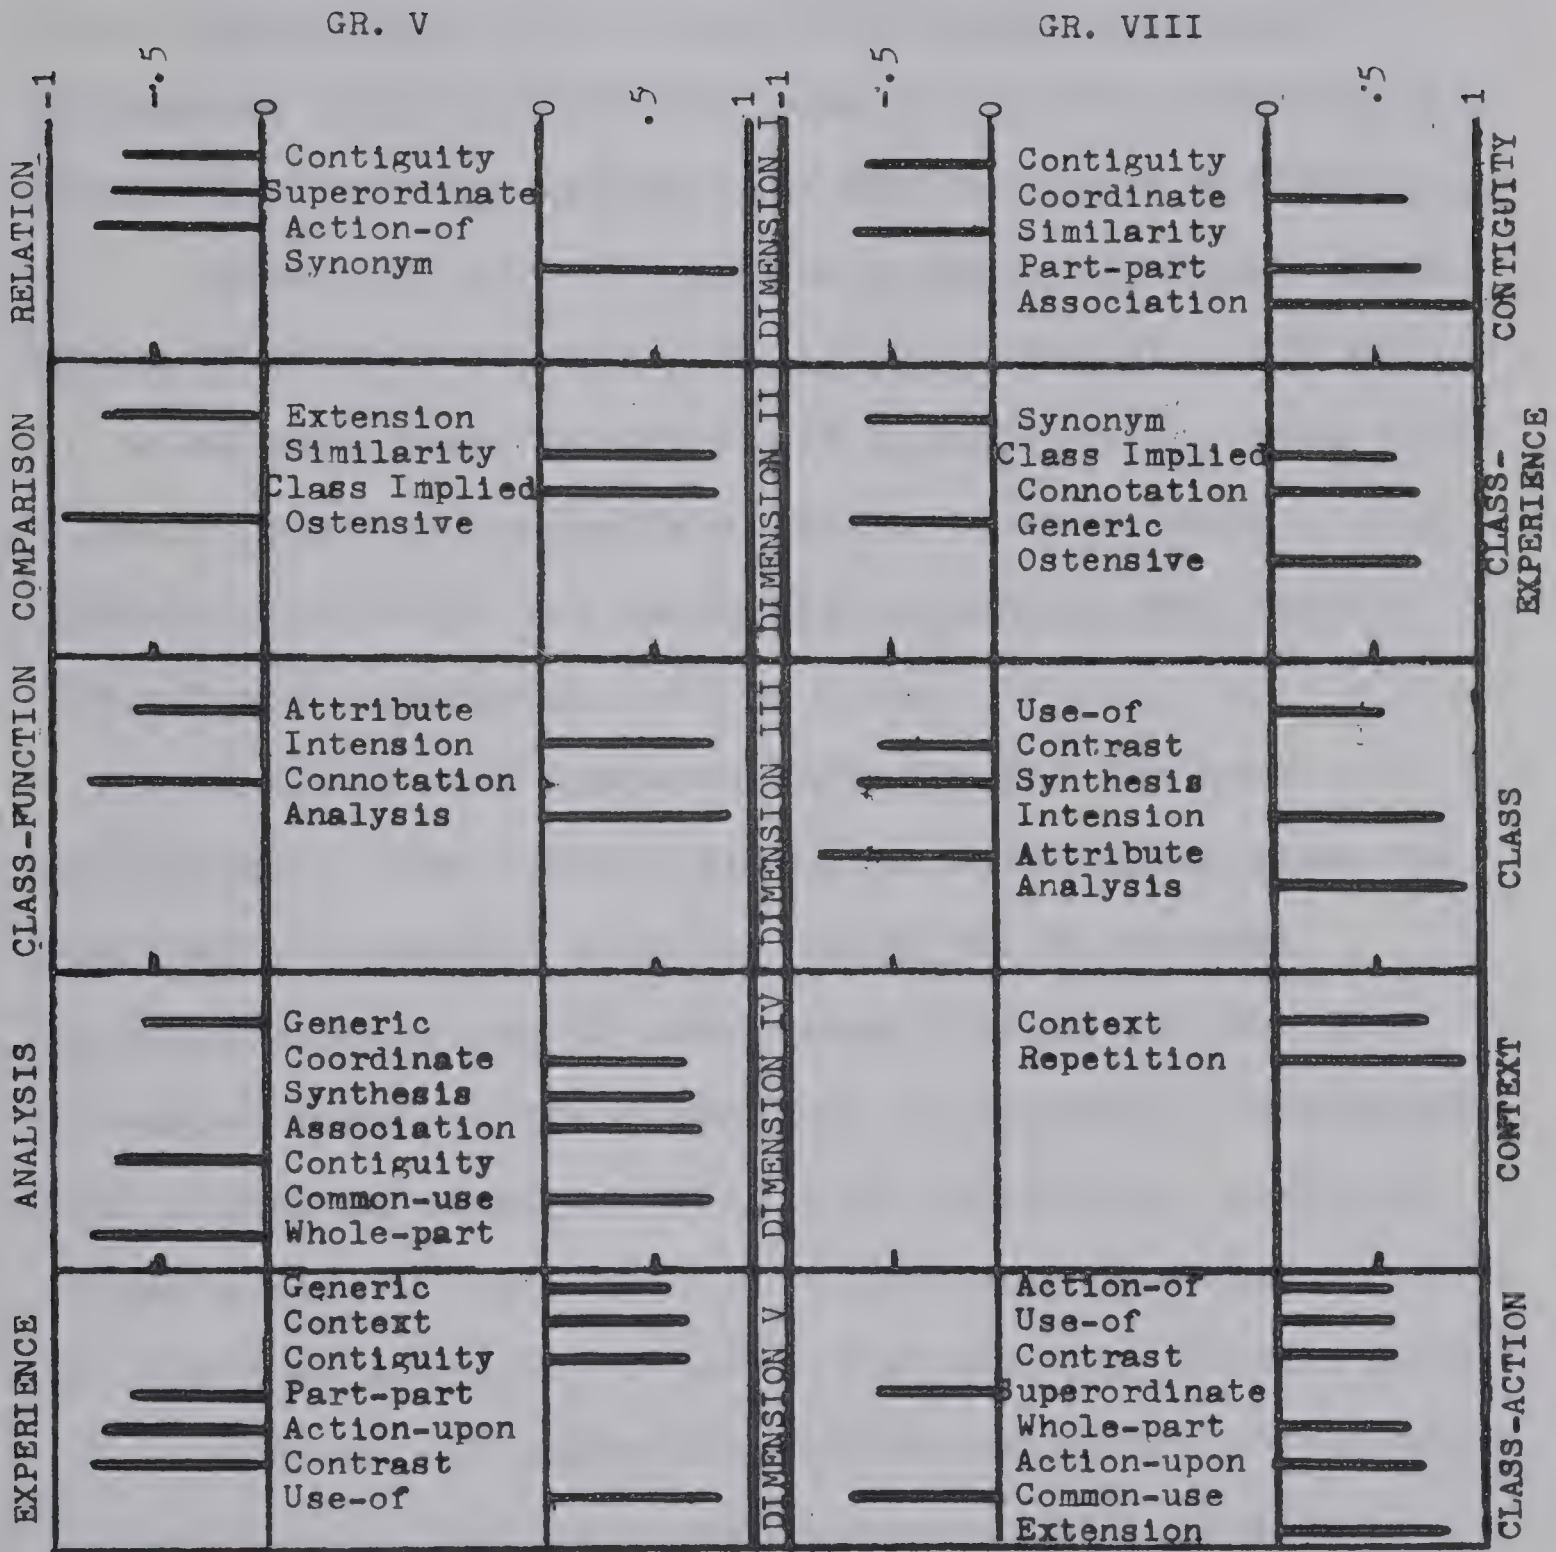 GR. V
GR. VIII
-1
-.5
0
0
.5
1
-1
-.5
0
0
.5
1
RELATION
Contiguity
Superordinate
Action-of
Synonym
DIMENSION I
Contiguity
Coordinate
Similarity
Part-part
Association
CONTIGUITY
COMPARISON
Extension
Similarity
Class Implied
Ostensive
DIMENSION II
Synonym
Class Implied
Connotation
Generic
Ostensive
CLASS-
EXPERIENCE
CLASS-FUNCTION
Attribute
Intension
Connotation
Analysis
DIMENSION III
Use-of
Contrast
Synthesis
Intension
Attribute
Analysis
CLASS
ANALYSIS
Generic
Coordinate
Synthesis
Association
Contiguity
Common-use
Whole-part
DIMENSION IV
Context
Repetition
CONTEXT
EXPERIENCE
Generic
Context
Contiguity
Part-part
Action-upon
Contrast
Use-of
DIMENSION V
Action-of
Use-of
Contrast
Superordinate
Whole-part
Action-upon
Common-use
Extension
CLASS-ACTION